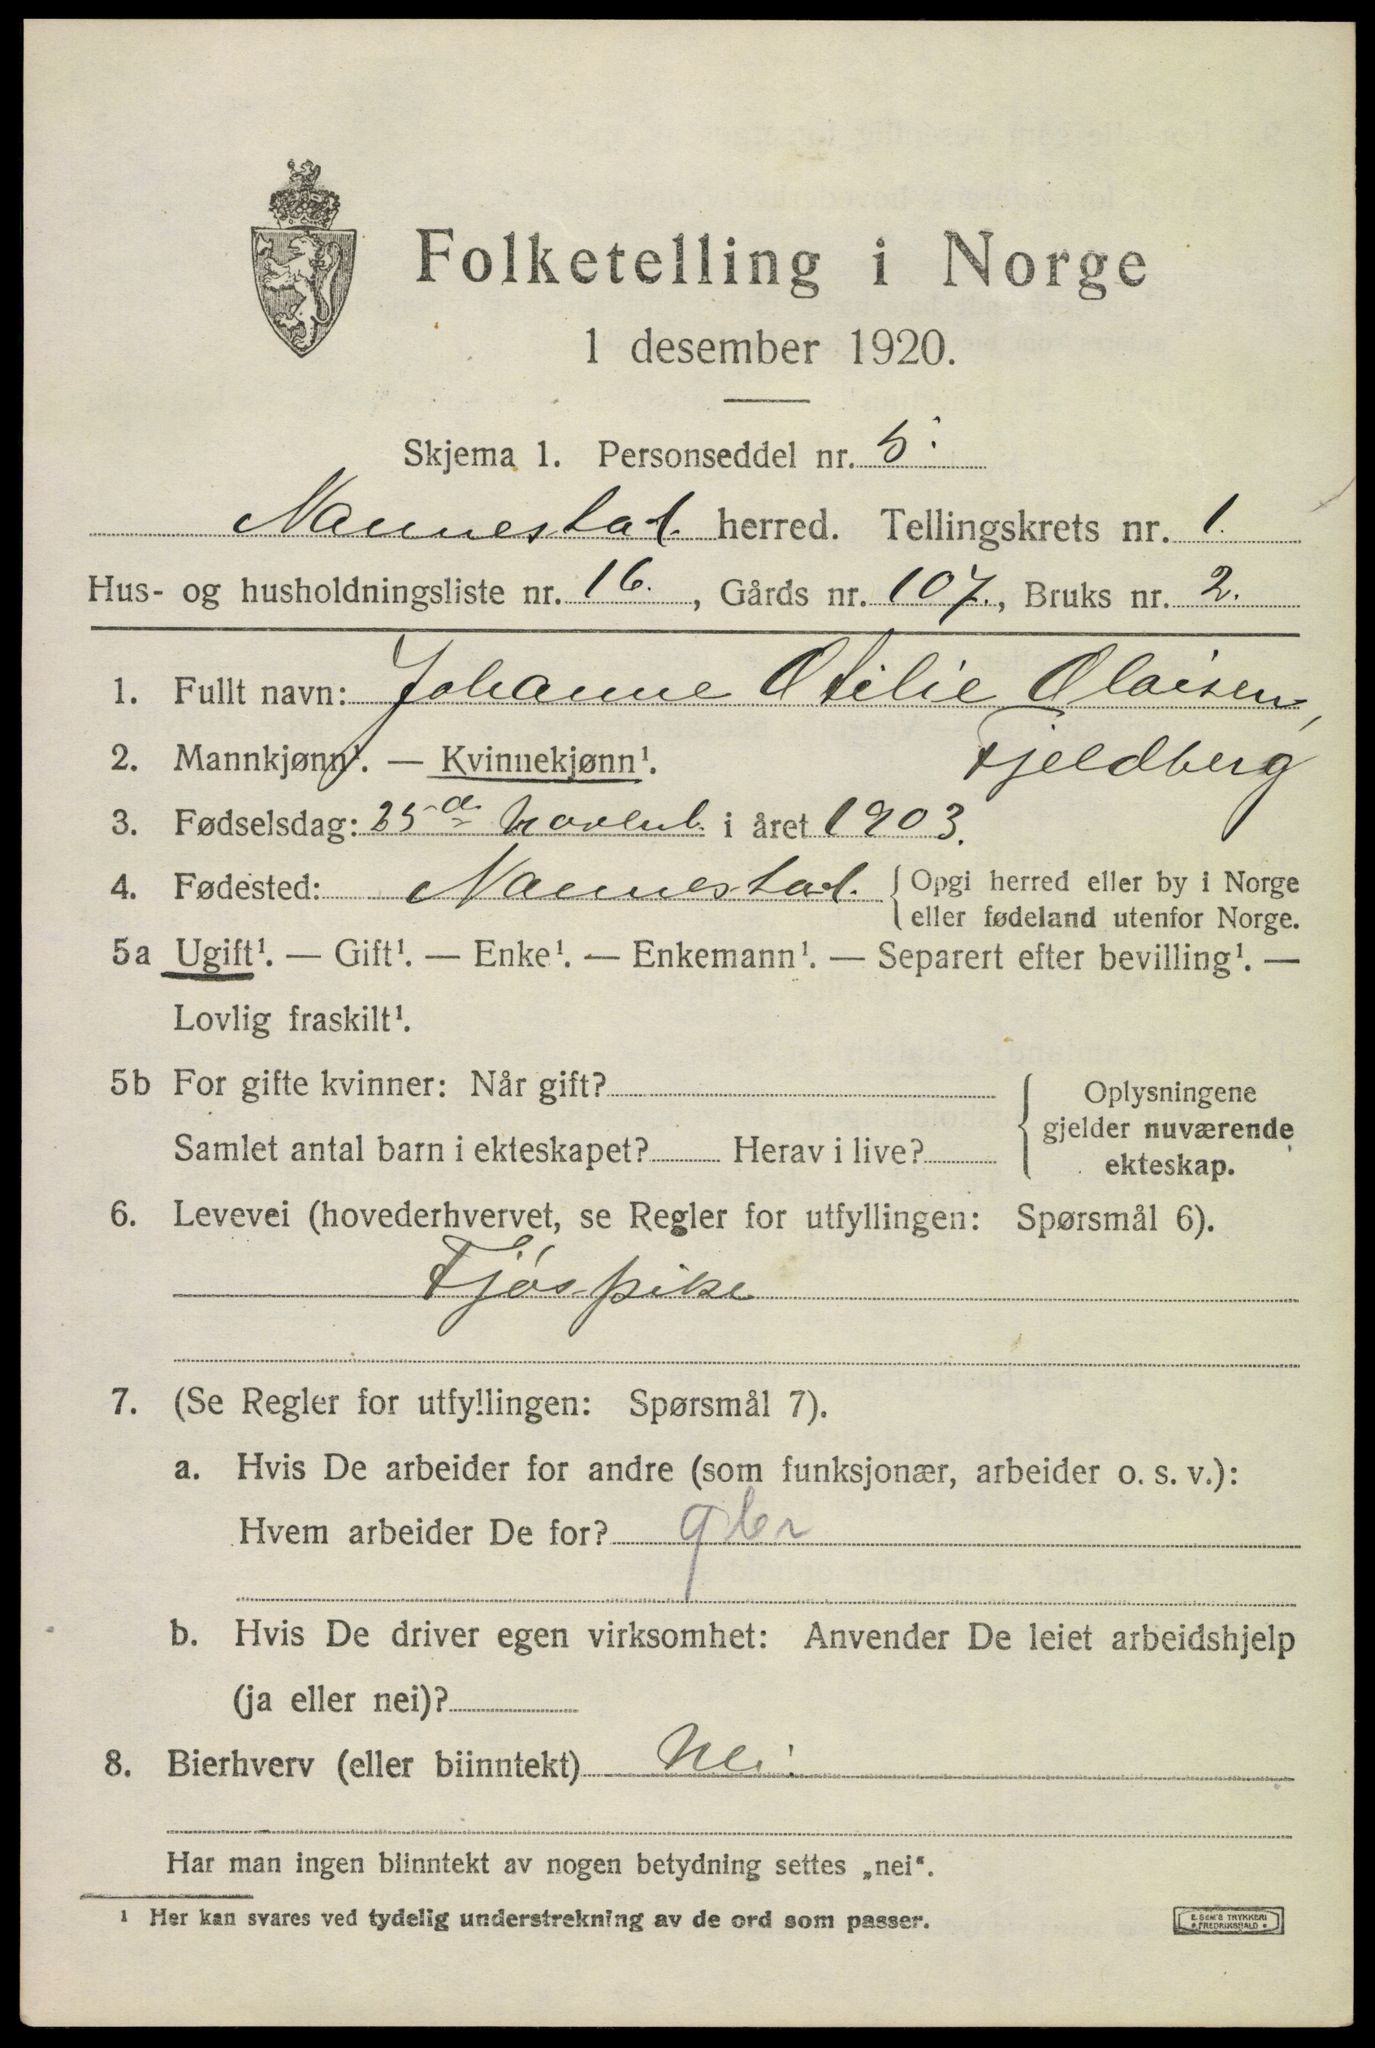 Folketelling i Norge
1 desember 1920.
Skjema 1. Personseddel nr. 5.
Nannestad herred. Tellingskrets nr. 1.
Hus- og husholdningsliste nr. 16., Gårds nr. 107., Bruks nr. 2.
1. Fullt navn: Johanne Otilie Olaisen,
2. Mannkjønn¹. — Kvinnekjønn¹. Fjeldberg
3. Fødselsdag: 25de i året 1903.
4. Fødested: Nannestad. { Opgi herred eller by i Norge
eller fødeland utenfor Norge.
5a Ugift¹. — Gift¹. — Enke¹. — Enkemann¹. — Separert efter bevilling¹. —
Lovlig fraskilt¹.
5b For gifte kvinner: Når gift? { Oplysningene
gjelder nuværende
Samlet antal barn i ekteskapet? Herav i live? ekteskap.
6. Levevei (hovederhvervet, se Regler for utfyllingen: Spørsmål 6).
Fjøspike
7. (Se Regler for utfyllingen: Spørsmål 7).
a. Hvis De arbeider for andre (som funksjonær, arbeider o. s. v.):
Hvem arbeider De for?
b. Hvis De driver egen virksomhet: Anvender De leiet arbeidshjelp
(ja eller nei)?
8. Bierhverv (eller biinntekt) Nei
Har man ingen biinntekt av nogen betydning settes „nei“.
¹ Her kan svares ved tydelig understrekning av de ord som passer.
E. SEM'S TRYKKERI
• FREDRIKSHALD •